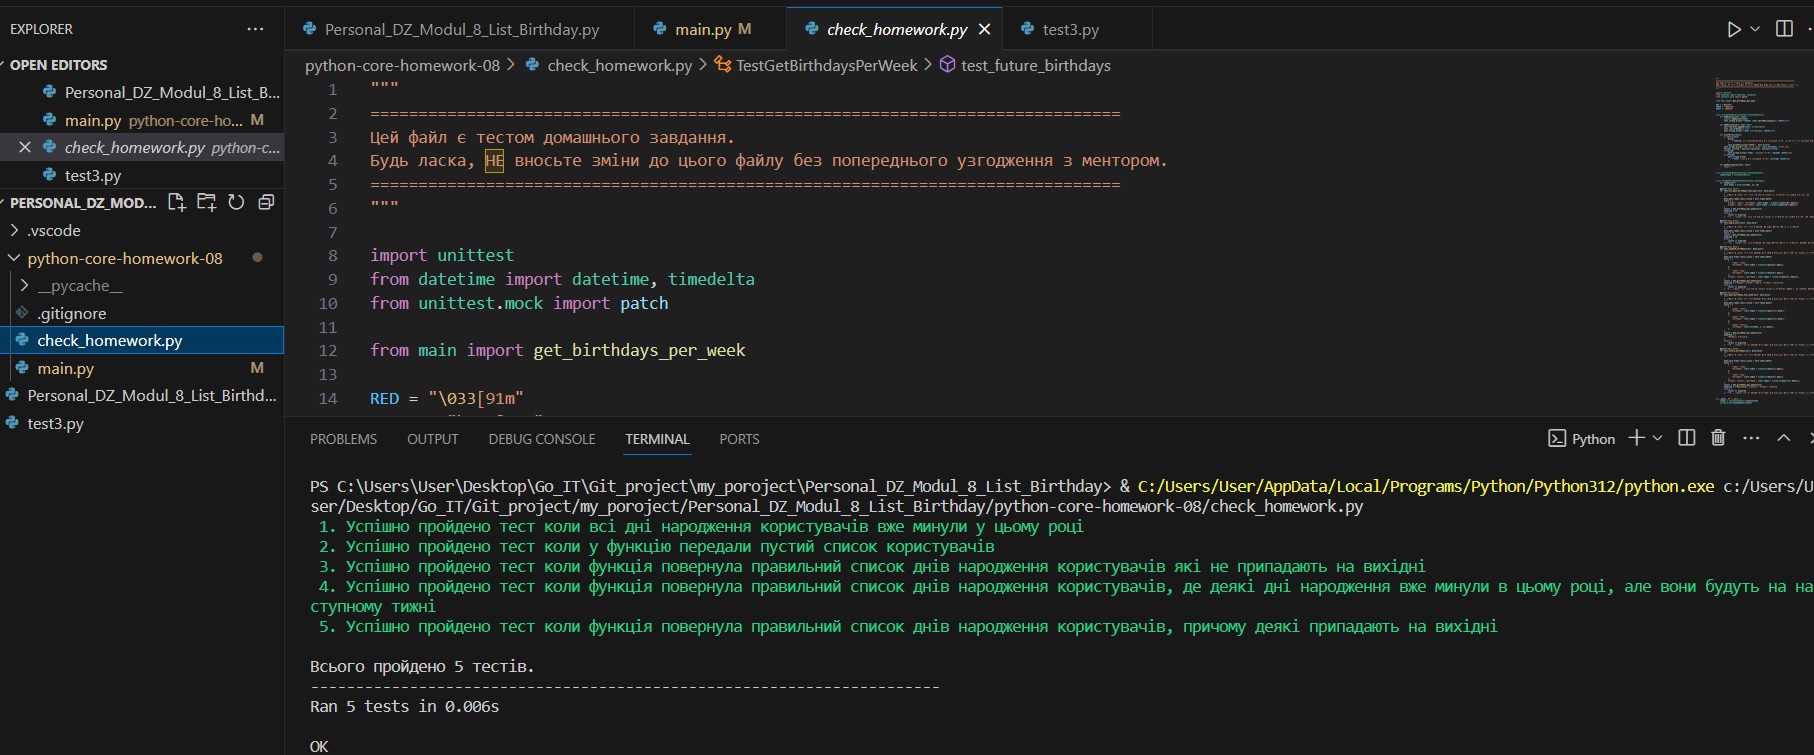 EXPLORER
Personal_DZ_Modul_8_List_Birthday.py
main.py M
check_homework.py
test3.py
OPEN EDITORS
Personal_DZ_Modul_8_List_B...
main.py python-core-ho... M
check_homework.py python-c...
test3.py
PERSONAL_DZ_MOD...
.vscode
python-core-homework-08
__pycache__
.gitignore
check_homework.py
main.py M
Personal_DZ_Modul_8_List_Birthd...
test3.py
python-core-homework-08 > check_homework.py > TestGetBirthdaysPerWeek > test_future_birthdays
1 """
2 ==============================================================================
3 Цей файл є тестом домашнього завдання.
4 Будь ласка, НЕ вносьте зміни до цього файлу без попереднього узгодження з ментором.
5 ==============================================================================
6 """
7
8 import unittest
9 from datetime import datetime, timedelta
10 from unittest.mock import patch
11
12 from main import get_birthdays_per_week
13
14 RED = "\033[91m"
PROBLEMS OUTPUT DEBUG CONSOLE TERMINAL PORTS
Python
PS C:\Users\User\Desktop\Go_IT\Git_project\my_poroject\Personal_DZ_Modul_8_List_Birthday> & C:/Users/User/AppData/Local/Programs/Python/Python312/python.exe c:/Users/U
ser/Desktop/Go_IT/Git_project/my_poroject/Personal_DZ_Modul_8_List_Birthday/python-core-homework-08/check_homework.py
1. Успішно пройдено тест коли всі дні народження користувачів вже минули у цьому році
2. Успішно пройдено тест коли у функцію передали пустий список користувачів
3. Успішно пройдено тест коли функція повернула правильний список днів народження користувачів які не припадають на вихідні
4. Успішно пройдено тест коли функція повернула правильний список днів народження користувачів, де деякі дні народження вже минули в цьому році, але вони будуть на на
ступному тижні
5. Успішно пройдено тест коли функція повернула правильний список днів народження користувачів, причому деякі припадають на вихідні
Всього пройдено 5 тестів.
----------------------------------------------------------------------
Ran 5 tests in 0.006s
OK